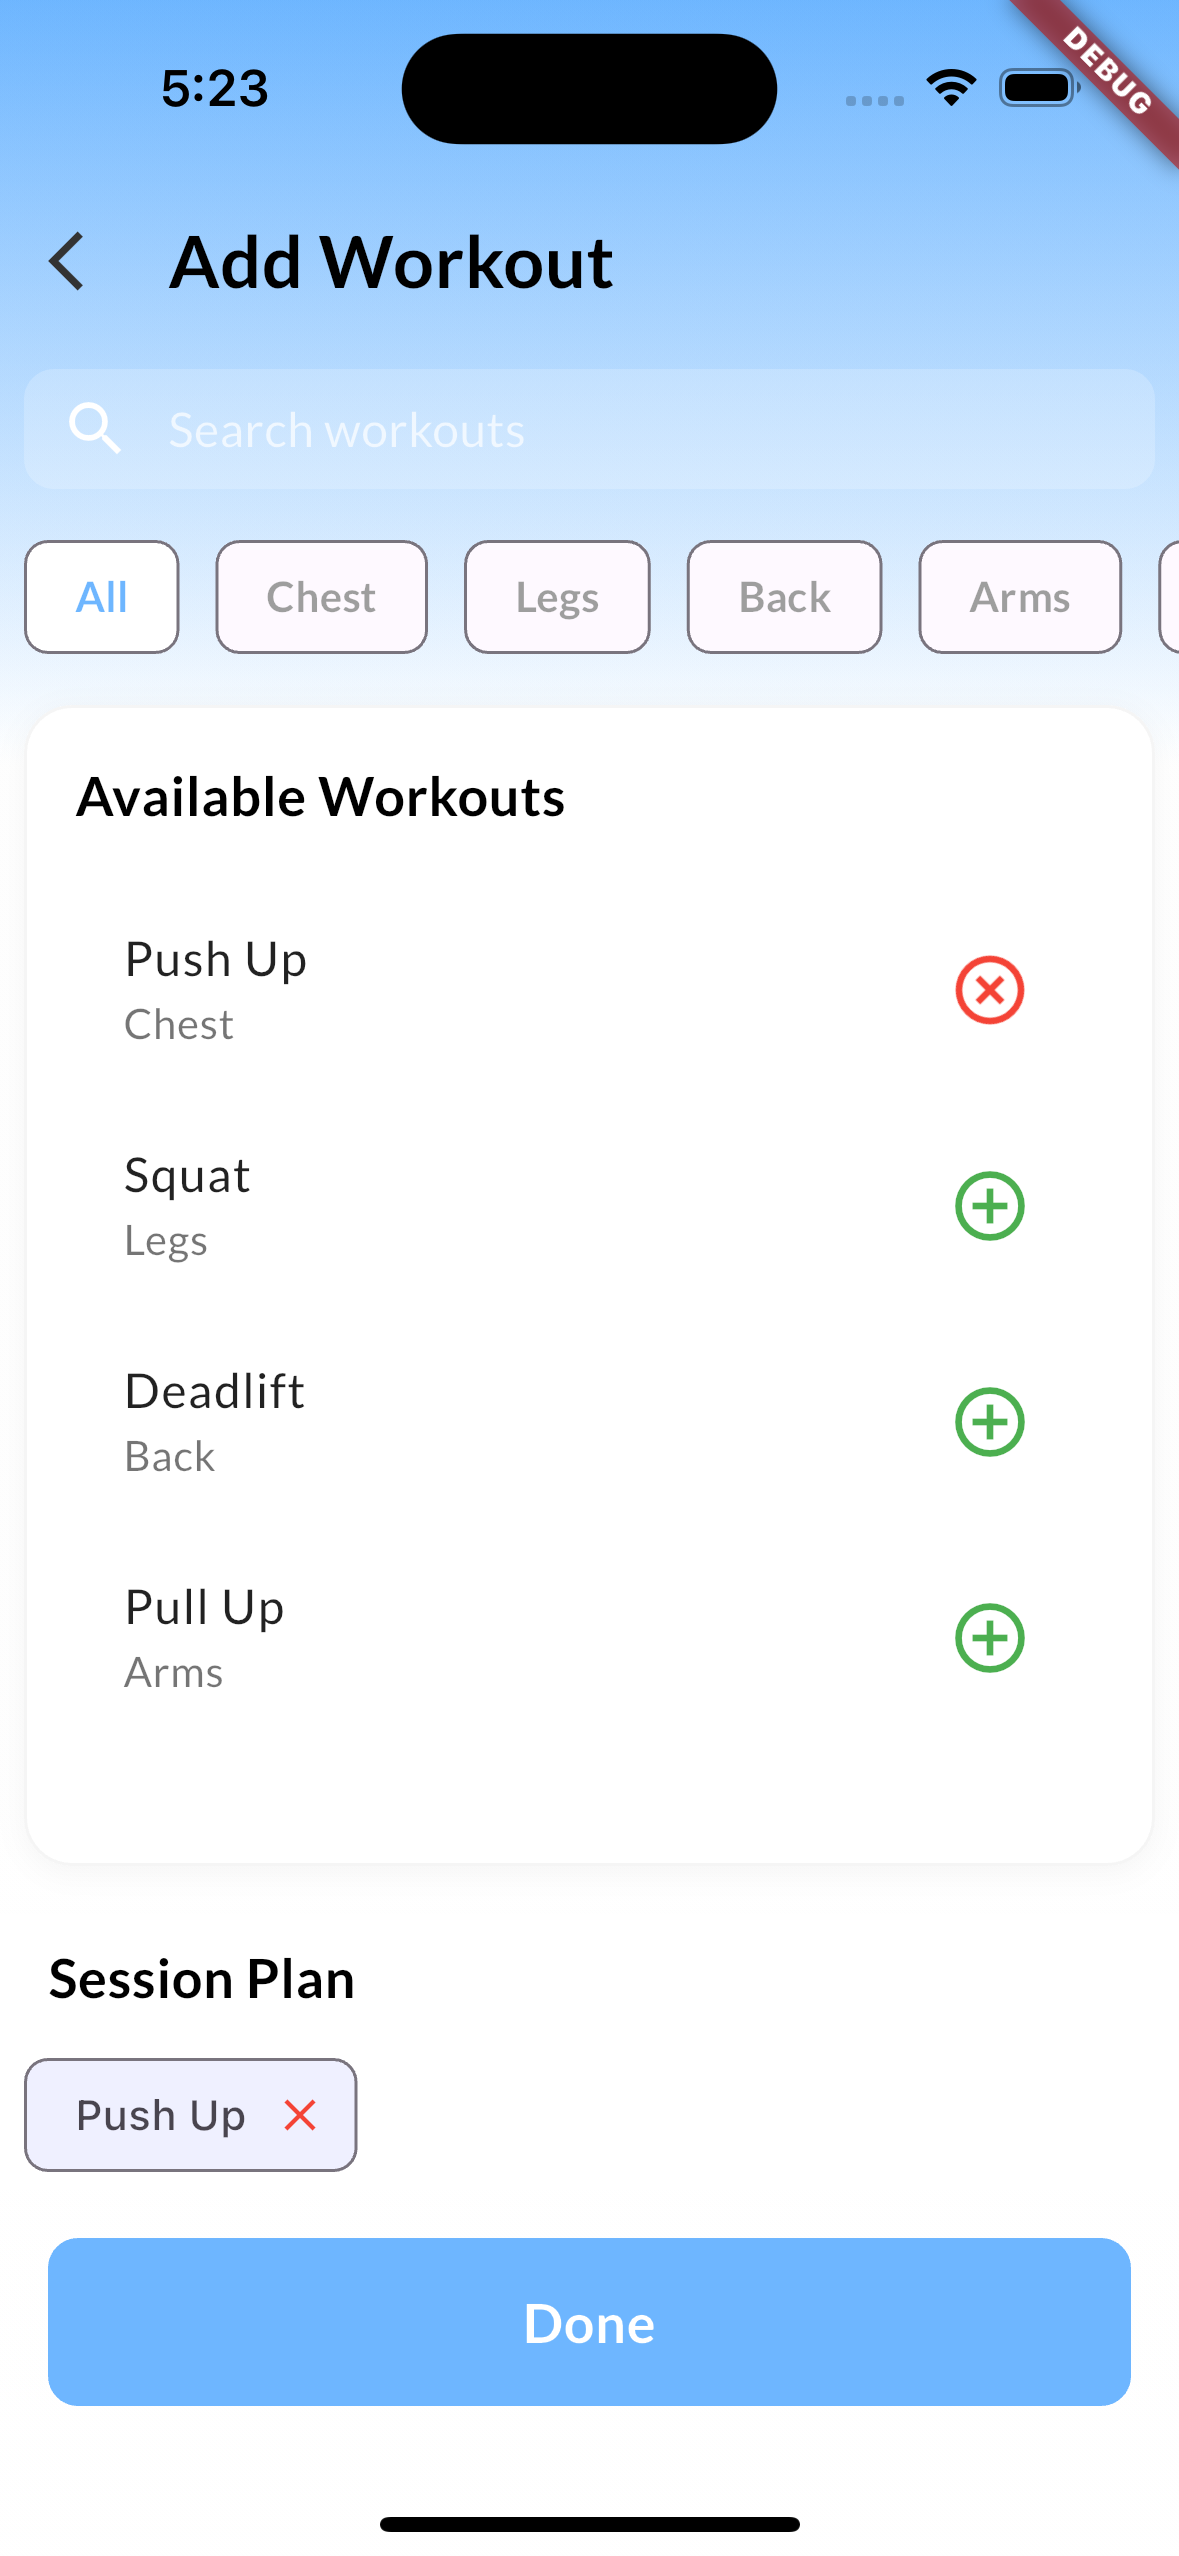 5:23
DEBUG
Add Workout
Search workouts
All Chest Legs Back Arms
Available Workouts
Push Up
Chest
Squat
Legs
Deadlift
Back
Pull Up
Arms
Session Plan
Push Up
Done